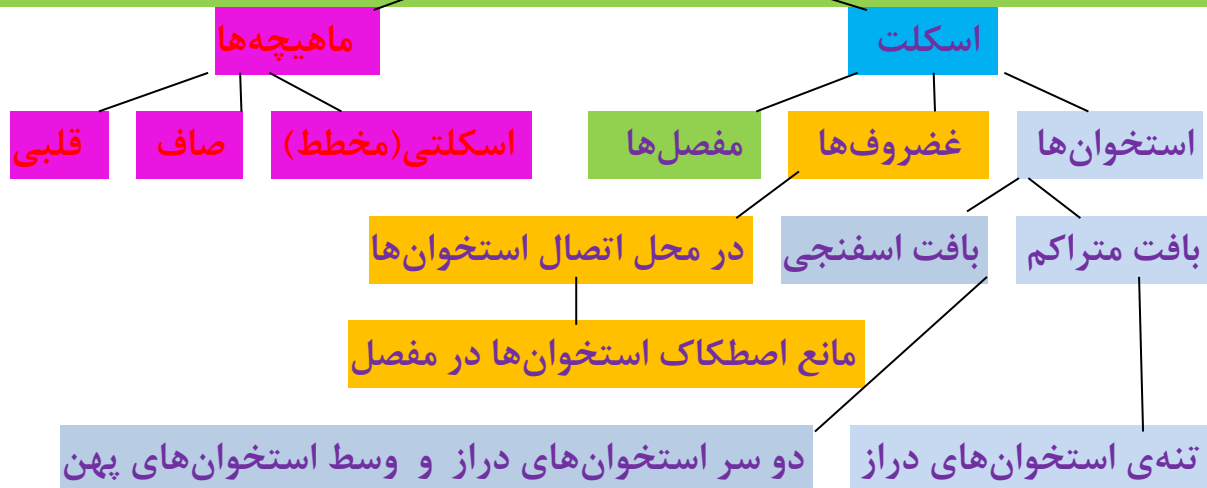 اسکلت
ماهیچه‌ها
استخوان‌ها
غضروف‌ها
مفصل‌ها
اسکلتی(مخطط)
صاف
قلبی
بافت متراکم
بافت اسفنجی
در محل اتصال استخوان‌ها
مانع اصطکاک استخوان‌ها در مفصل
تنه‌ی استخوان‌های دراز
دو سر استخوان‌های دراز و وسط استخوان‌های پهن